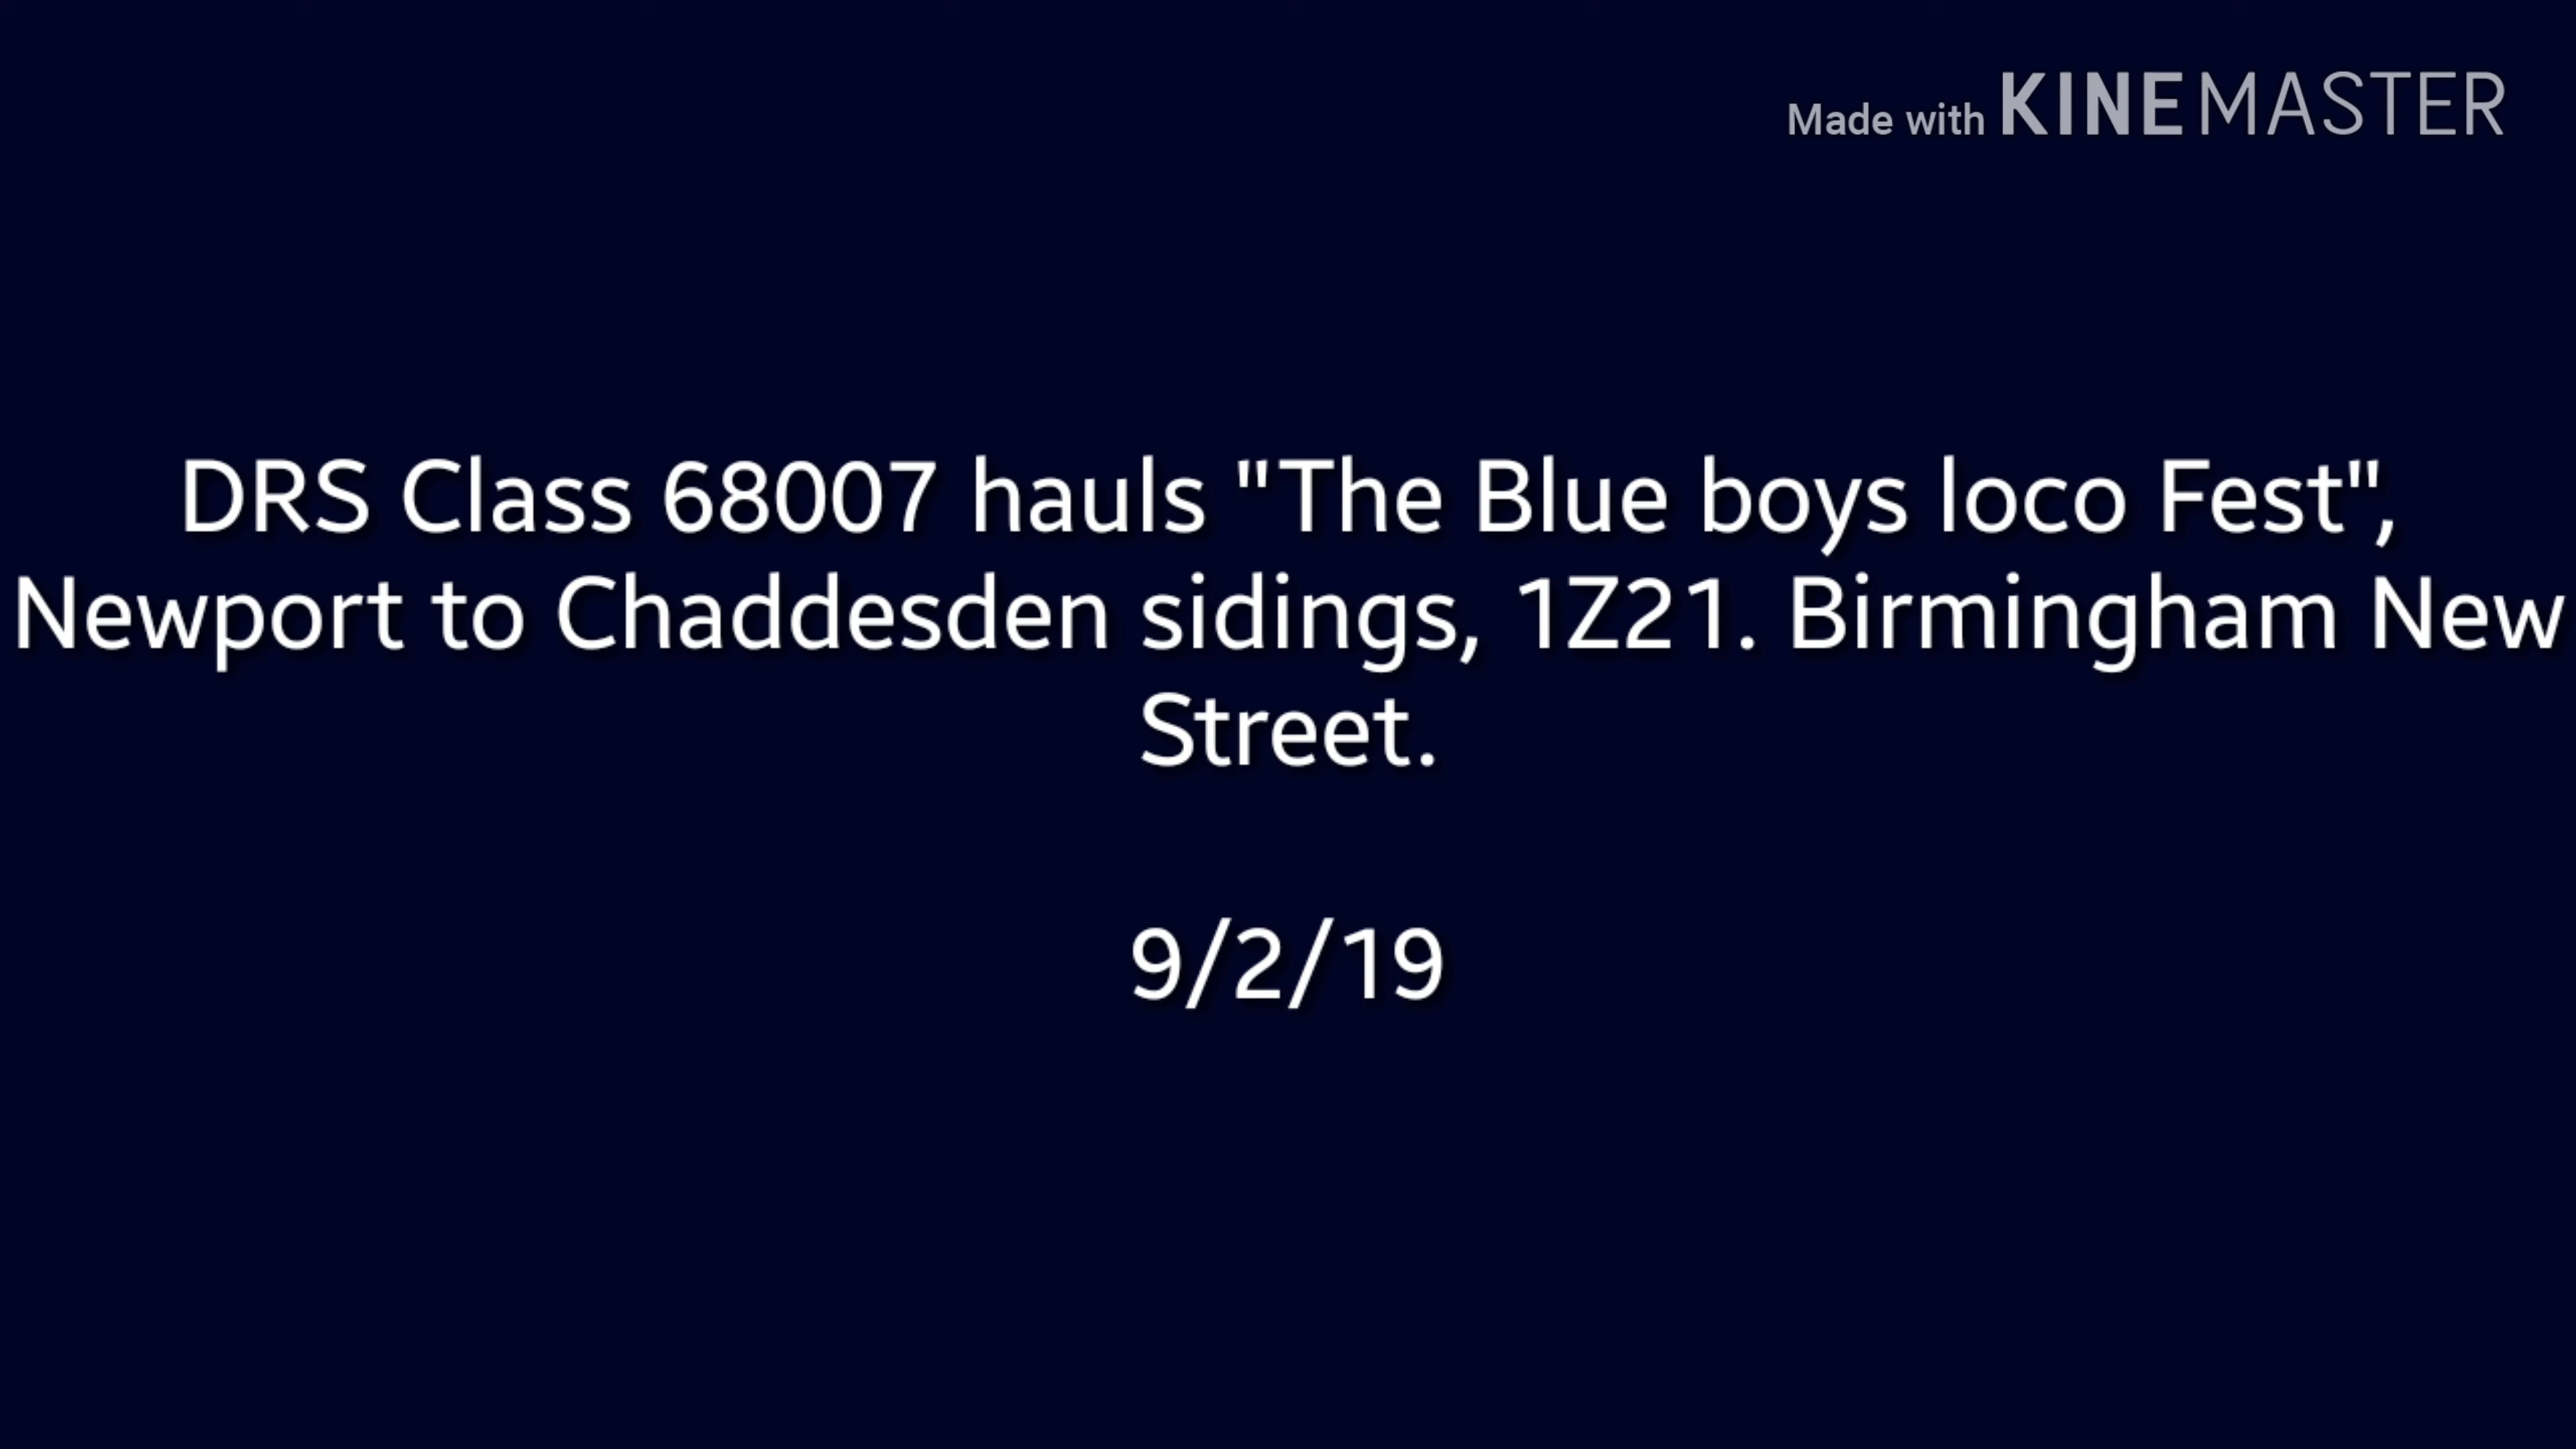 Made with KINEMASTER
DRS Class 68007 hauls "The Blue boys loco Fest",
Newport to Chaddesden sidings, 1Z21. Birmingham New
Street.
9/2/19